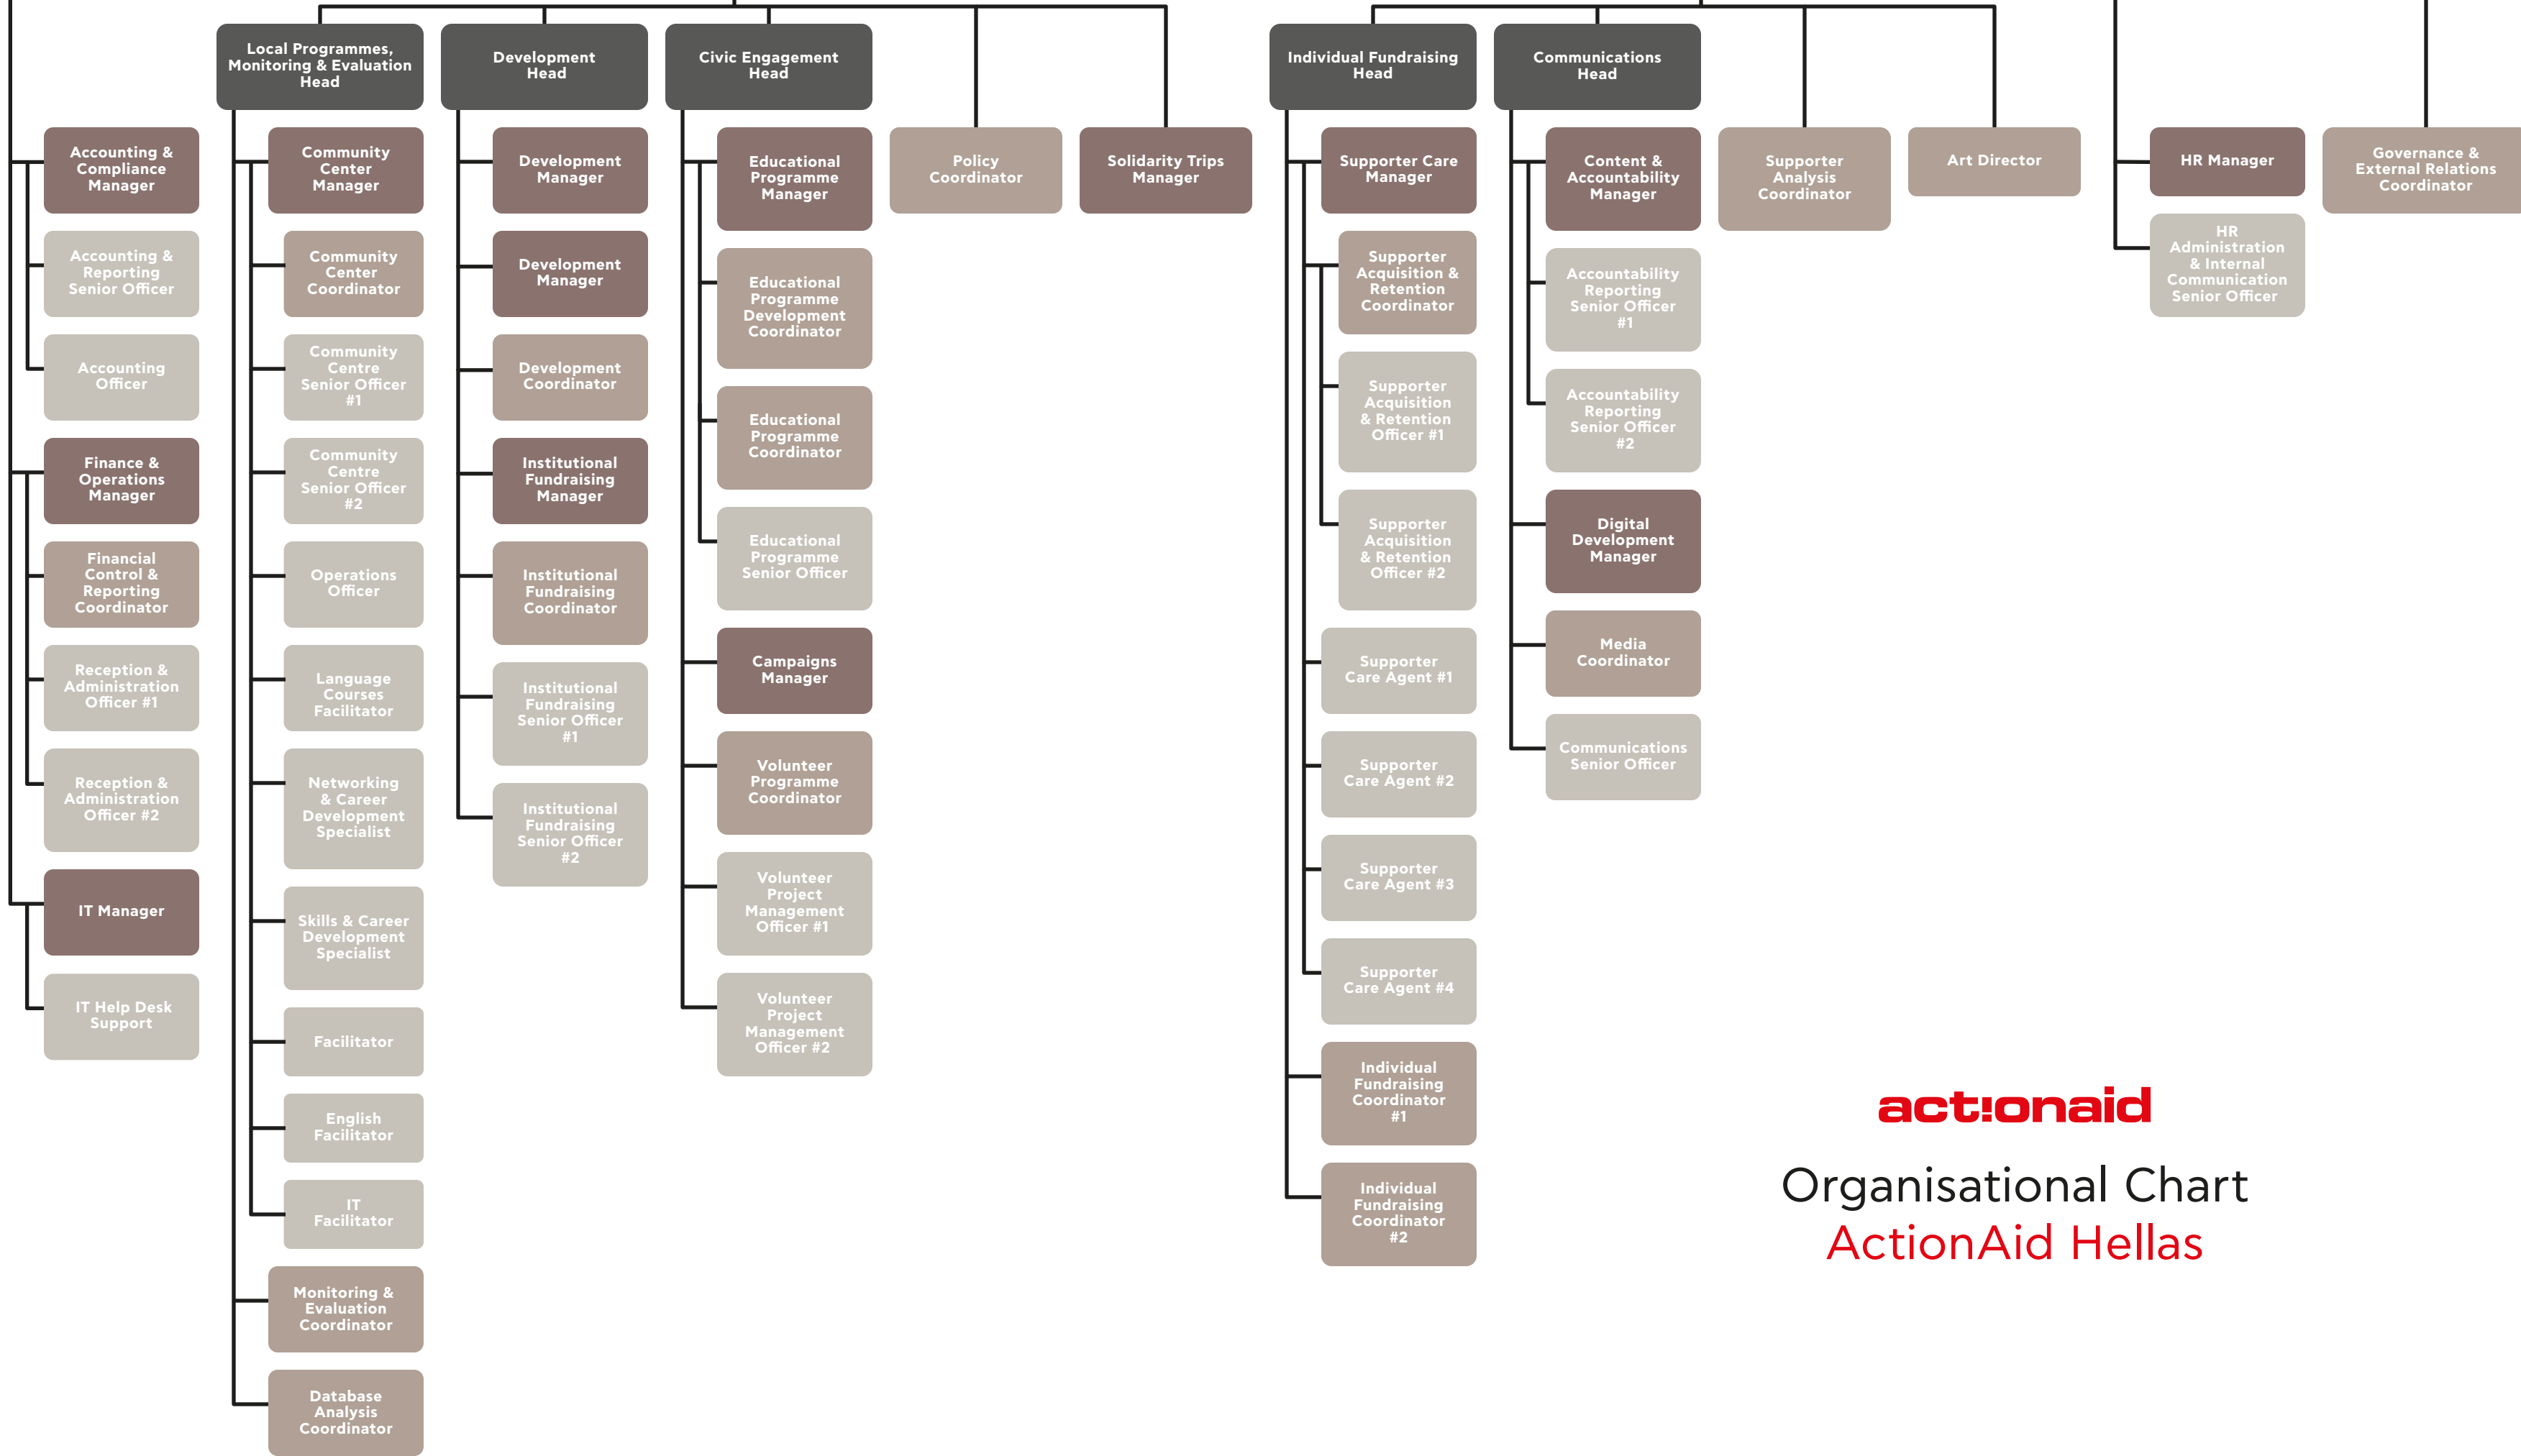 Local Programmes,
Monitoring & Evaluation
Head
Development
Head
Civic Engagement
Head
Individual Fundraising
Head
Communications
Head
Accounting &
Compliance
Manager
Accounting &
Reporting
Senior Officer
Accounting
Officer
Finance &
Operations
Manager
Financial
Control &
Reporting
Coordinator
Reception &
Administration
Officer #1
Reception &
Administration
Officer #2
IT Manager
IT Help Desk
Support
Community
Center
Manager
Community
Center
Coordinator
Community
Centre
Senior Officer
#1
Community
Centre
Senior Officer
#2
Operations
Officer
Language
Courses
Facilitator
Networking
& Career
Development
Specialist
Skills & Career
Development
Specialist
Facilitator
English
Facilitator
IT
Facilitator
Monitoring &
Evaluation
Coordinator
Database
Analysis
Coordinator
Development
Manager
Development
Manager
Development
Coordinator
Institutional
Fundraising
Manager
Institutional
Fundraising
Coordinator
Institutional
Fundraising
Senior Officer
#1
Institutional
Fundraising
Senior Officer
#2
Educational
Programme
Manager
Educational
Programme
Development
Coordinator
Educational
Programme
Coordinator
Educational
Programme
Senior Officer
Campaigns
Manager
Volunteer
Programme
Coordinator
Volunteer
Project
Management
Officer #1
Volunteer
Project
Management
Officer #2
Policy
Coordinator
Solidarity Trips
Manager
Supporter Care
Manager
Supporter
Acquisition &
Retention
Coordinator
Supporter
Acquisition
& Retention
Officer #1
Supporter
Acquisition
& Retention
Officer #2
Supporter
Care Agent #1
Supporter
Care Agent #2
Supporter
Care Agent #3
Supporter
Care Agent #4
Individual
Fundraising
Coordinator
#1
Individual
Fundraising
Coordinator
#2
Content &
Accountability
Manager
Accountability
Reporting
Senior Officer
#1
Accountability
Reporting
Senior Officer
#2
Digital
Development
Manager
Media
Coordinator
Communications
Senior Officer
Supporter
Analysis
Coordinator
Art Director
HR Manager
HR
Administration
& Internal
Communication
Senior Officer
Governance &
External Relations
Coordinator
act!onaid
Organisational Chart
ActionAid Hellas